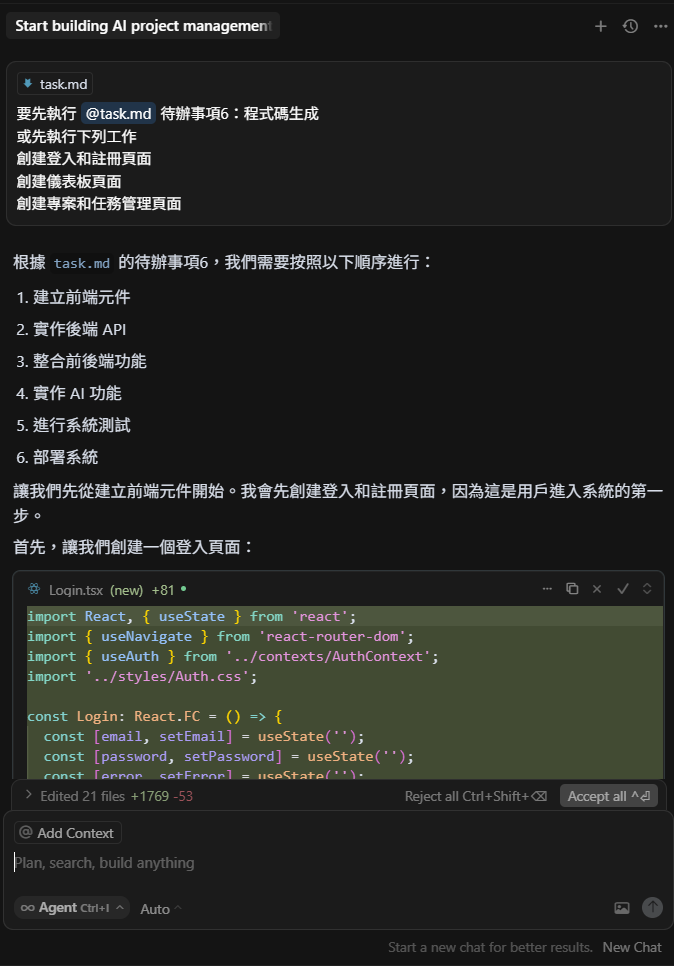 Start building AI project management
task.md
要先執行 @task.md 待辦事項6：程式碼生成
或先執行下列工作
創建登入和註冊頁面
創建儀表板頁面
創建專案和任務管理頁面
根據 task.md 的待辦事項6，我們需要按照以下順序進行：
1. 建立前端元件
2. 實作後端 API
3. 整合前後端功能
4. 實作 AI 功能
5. 進行系統測試
6. 部署系統
讓我們先從建立前端元件開始。我會先創建登入和註冊頁面，因為這是用戶進入系統的第一
步。
首先，讓我們創建一個登入頁面：
Login.tsx (new) +81
import React, { useState } from 'react';
import { useNavigate } from 'react-router-dom';
import { useAuth } from '../contexts/AuthContext';
import '../styles/Auth.css';
const Login: React.FC = () => {
const [email, setEmail] = useState('');
const [password, setPassword] = useState('');
const [error, setError] = useState('');
Edited 21 files +1769 -53 Reject all Ctrl+Shift+⌫ Accept all ^⏎
@ Add Context
Plan, search, build anything
∞ Agent Ctrl+I ^ Auto ^
Start a new chat for better results. New Chat